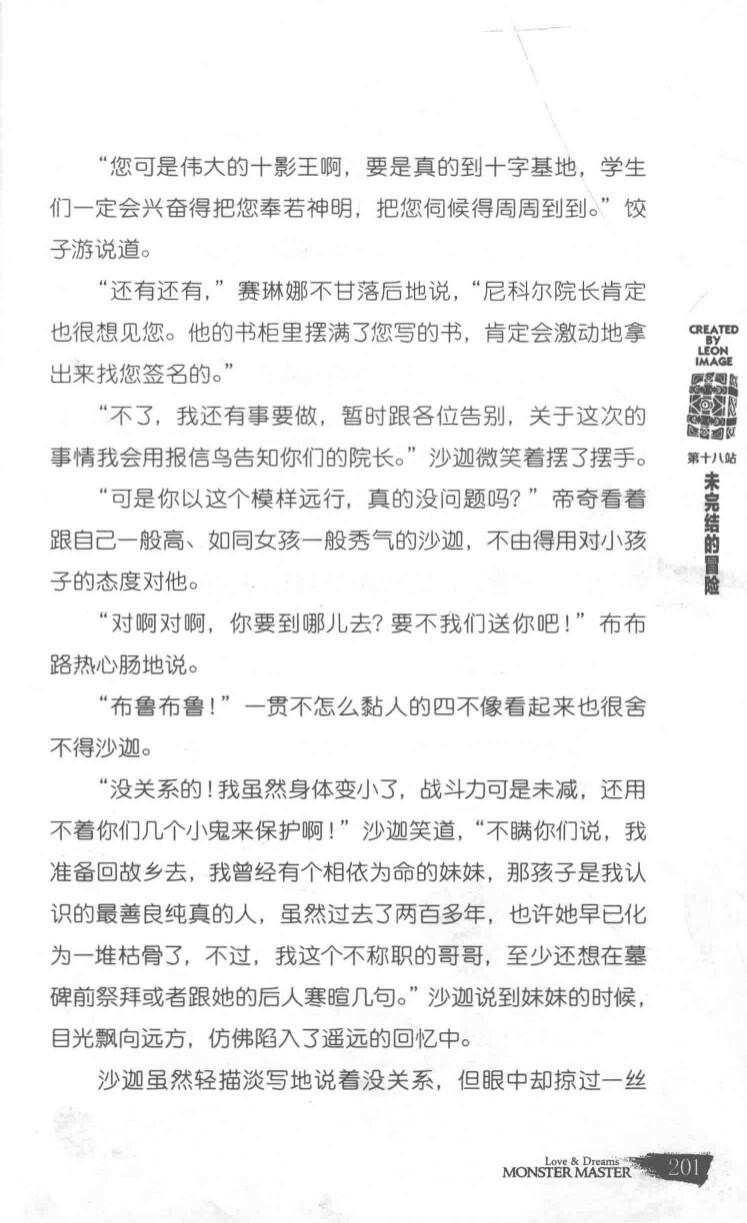 “您可是伟大的十影王啊，要是真的到十字基地，学生
们一定会兴奋得把您奉若神明，把您伺候得周周到到。”饺
子游说道。
“还有还有，”赛琳娜不甘落后地说，“尼科尔院长肯定
也很想见您。他的书柜里摆满了您写的书，肯定会激动地拿
出来找您签名的。”
“不了，我还有事要做，暂时跟各位告别，关于这次的
事情我会用报信鸟告知你们的院长。”沙迦微笑着摆了摆手。
“可是你以这个模样远行，真的没问题吗？”帝奇看着
跟自己一般高、如同女孩一般秀气的沙迦，不由得用对小孩
子的态度对他。
“对啊对啊，你要到哪儿去？要不我们送你吧！”布布
路热心肠地说。
“布鲁布鲁！”一贯不怎么黏人的四不像看起来也很舍
不得沙迦。
“没关系的！我虽然身体变小了，战斗力可是未减，还用
不着你们几个小鬼来保护啊！”沙迦笑道，“不瞒你们说，我
准备回故乡去，我曾经有个相依为命的妹妹，那孩子是我认
识的最善良纯真的人，虽然过去了两百多年，也许她早已化
为一堆枯骨了，不过，我这个不称职的哥哥，至少还想在墓
碑前祭拜或者跟她的后人寒暄几句。”沙迦说到妹妹的时候，
目光飘向远方，仿佛陷入了遥远的回忆中。
沙迦虽然轻描淡写地说着没关系，但眼中却掠过一丝
CREATED
BY
LEON
IMAGE
第十八站
未完结的冒险
Love & Dreams
MONSTER MASTER
201